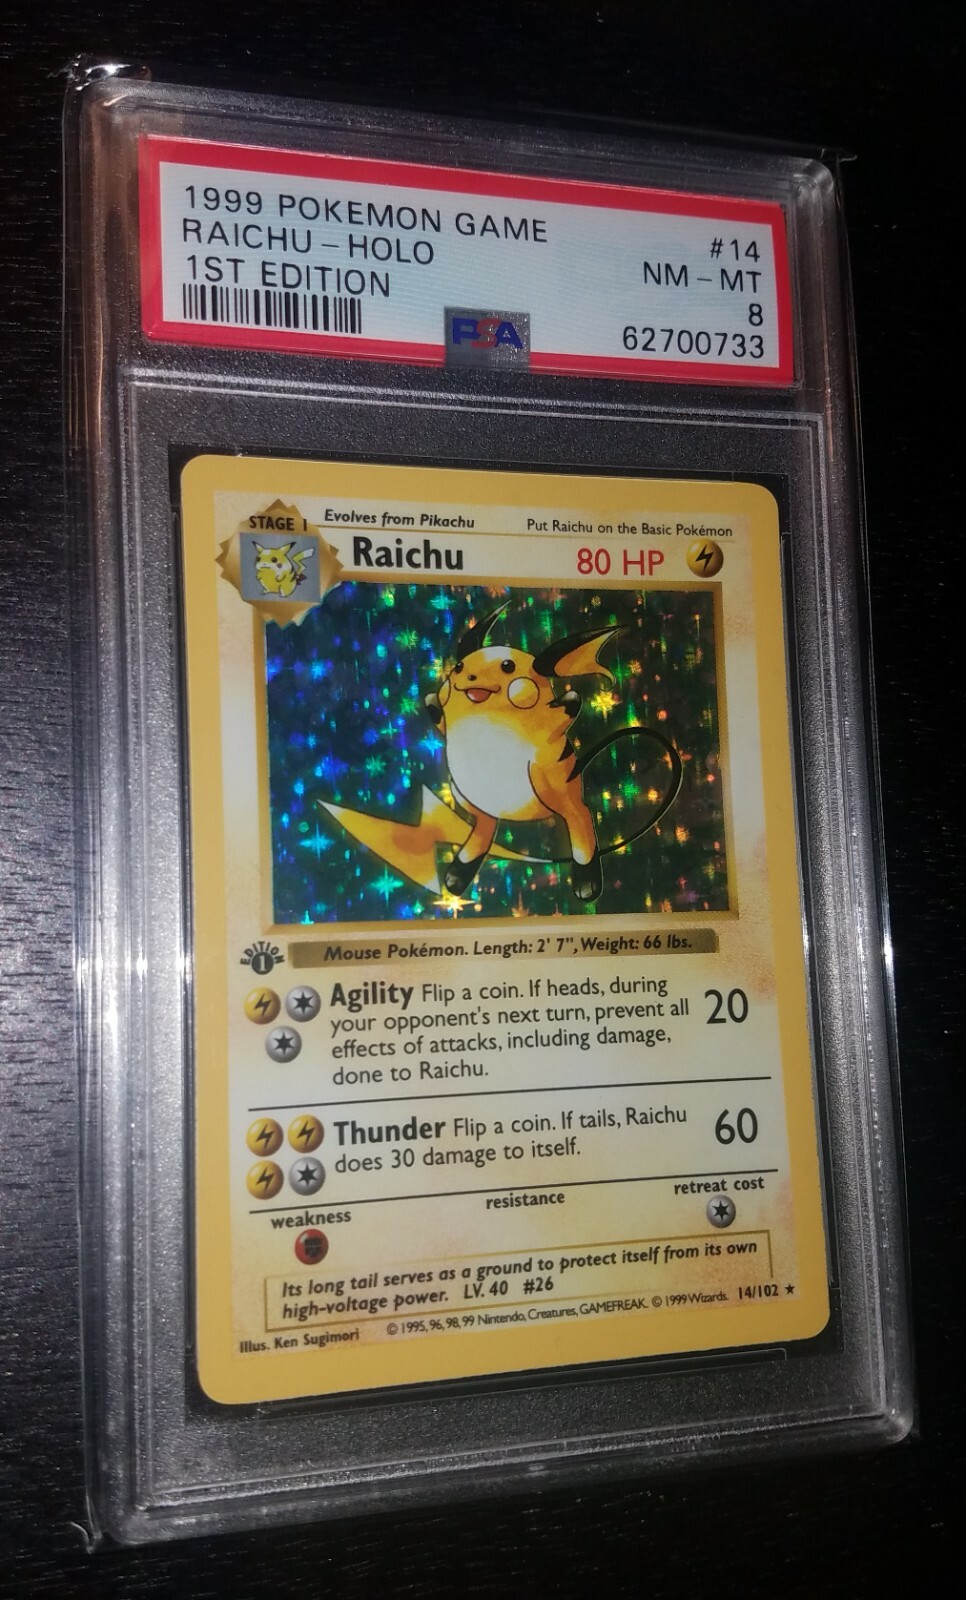 1999 POKEMON GAME
RAICHU – HOLO
1ST EDITION
#14
NM – MT
8
62700733
PSA
STAGE 1
Evolves from Pikachu
Put Raichu on the Basic Pokémon
Raichu
80 HP
EDITION
1
Mouse Pokémon. Length: 2' 7", Weight: 66 lbs.
Agility Flip a coin. If heads, during
your opponent's next turn, prevent all
effects of attacks, including damage,
done to Raichu.
20
Thunder Flip a coin. If tails, Raichu
does 30 damage to itself.
60
weakness
resistance
retreat cost
Its long tail serves as a ground to protect itself from its own
high-voltage power. LV. 40 #26
Illus. Ken Sugimori
© 1995, 96, 98, 99 Nintendo, Creatures, GAMEFREAK. © 1999 Wizards.
14/102 ★